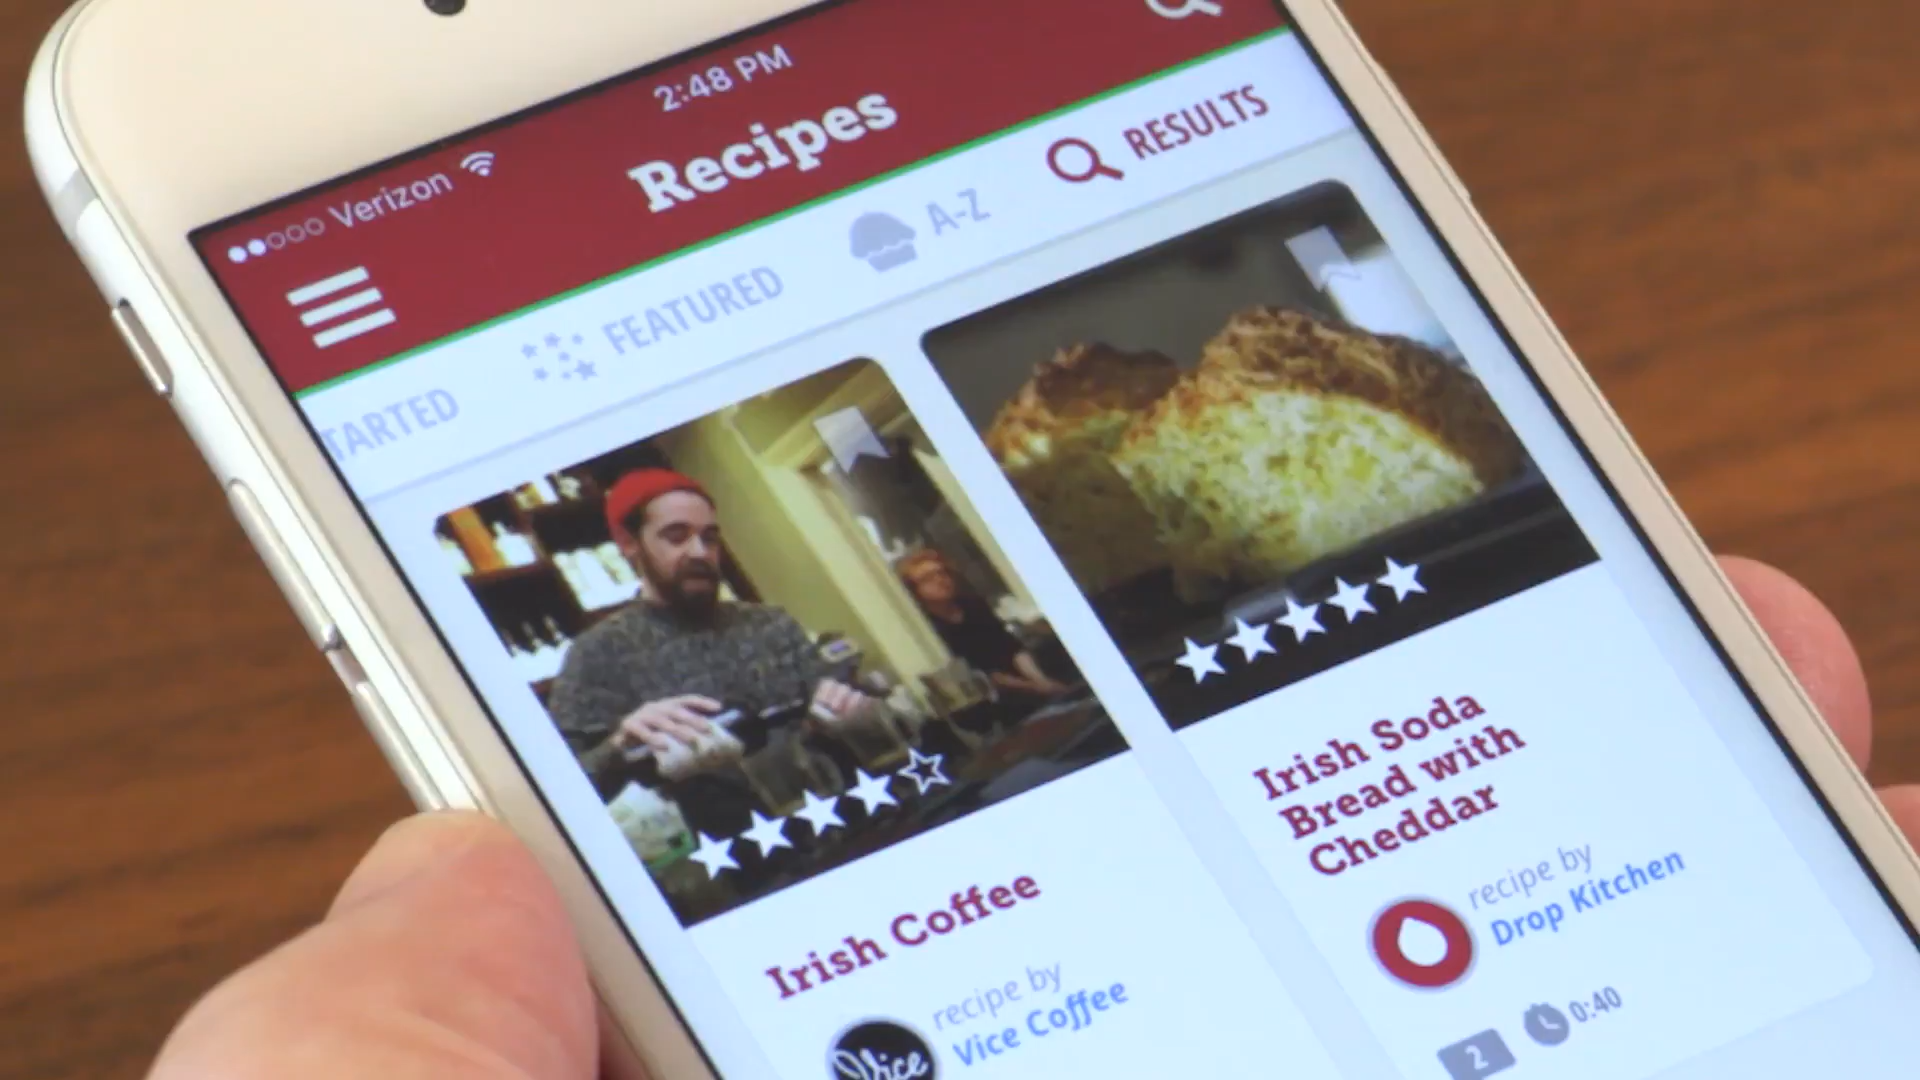 Verizon
2:48 PM
Recipes
TARTED
FEATURED
A-Z
RESULTS
Irish Coffee
recipe by
Vice Coffee
Vice
Irish Soda
Bread with
Cheddar
recipe by
Drop Kitchen
2
0:40